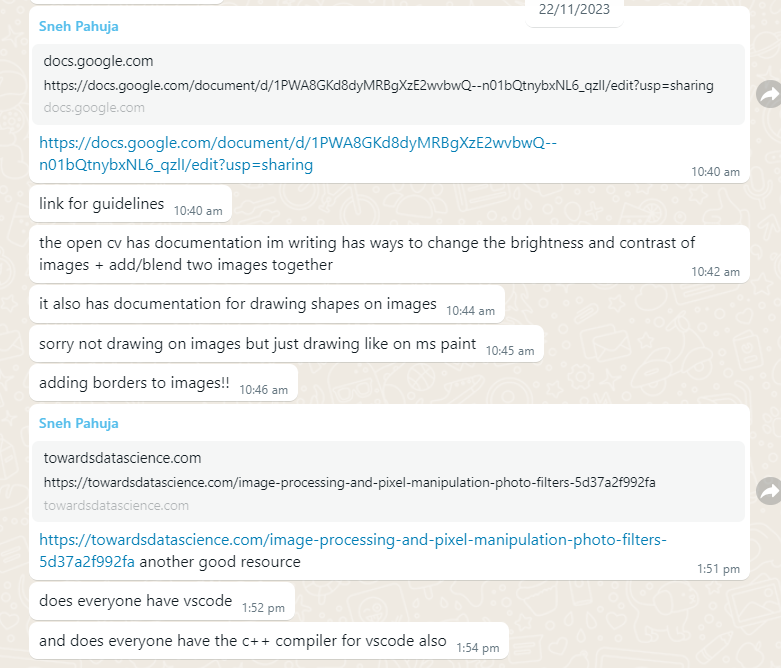 22/11/2023
Sneh Pahuja
docs.google.com
https://docs.google.com/document/d/1PWA8GKd8dyMRBgXzE2wvbwQ--n01bQtnybxNL6_qzlI/edit?usp=sharing
docs.google.com
https://docs.google.com/document/d/1PWA8GKd8dyMRBgXzE2wvbwQ--
n01bQtnybxNL6_qzlI/edit?usp=sharing
10:40 am
link for guidelines 10:40 am
the open cv has documentation im writing has ways to change the brightness and contrast of
images + add/blend two images together
10:42 am
it also has documentation for drawing shapes on images 10:44 am
sorry not drawing on images but just drawing like on ms paint 10:45 am
adding borders to images!! 10:46 am
Sneh Pahuja
towardsdatascience.com
https://towardsdatascience.com/image-processing-and-pixel-manipulation-photo-filters-5d37a2f992fa
towardsdatascience.com
https://towardsdatascience.com/image-processing-and-pixel-manipulation-photo-filters-
5d37a2f992fa another good resource
1:51 pm
does everyone have vscode 1:52 pm
and does everyone have the c++ compiler for vscode also 1:54 pm